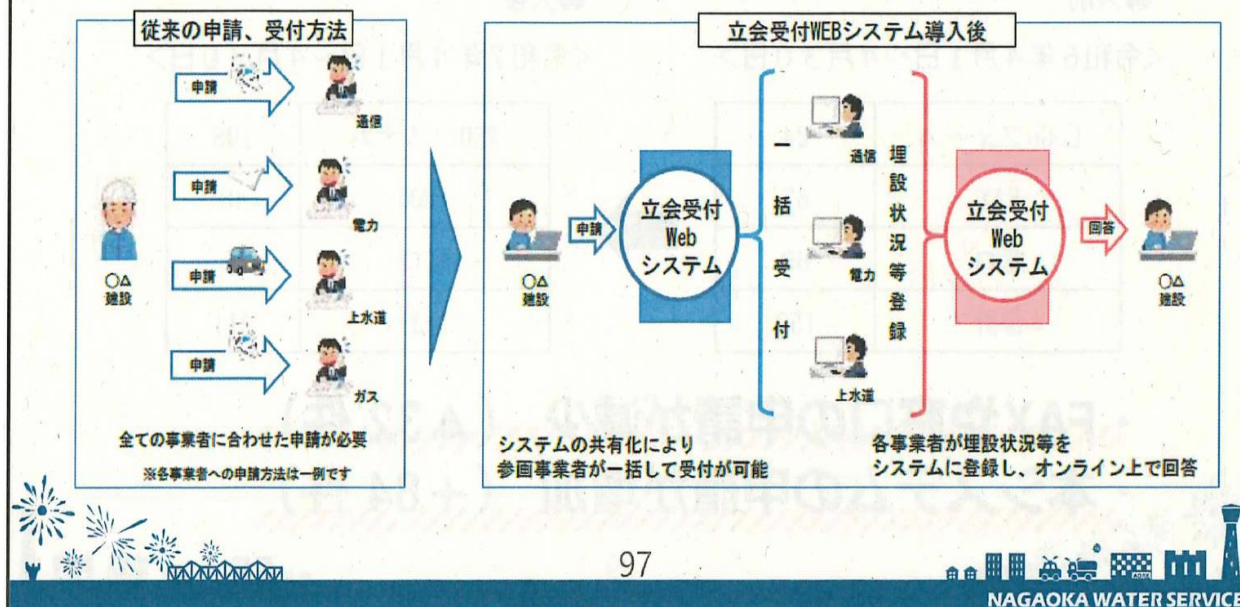 従来の申請、受付方法
申請
通信
申請
電力
申請
上水道
申請
ガス
〇△
建設
全ての事業者に合わせた申請が必要
※各事業者への申請方法は一例です
立会受付WEBシステム導入後
〇△
建設
申請
立会受付
Web
システム
一括受付
通信
電力
上水道
埋設状況等登録
立会受付
Web
システム
回答
〇△
建設
システムの共有化により
参画事業者が一括して受付が可能
各事業者が埋設状況等を
システムに登録し、オンライン上で回答
97
NAGAOKA WATER SERVICE